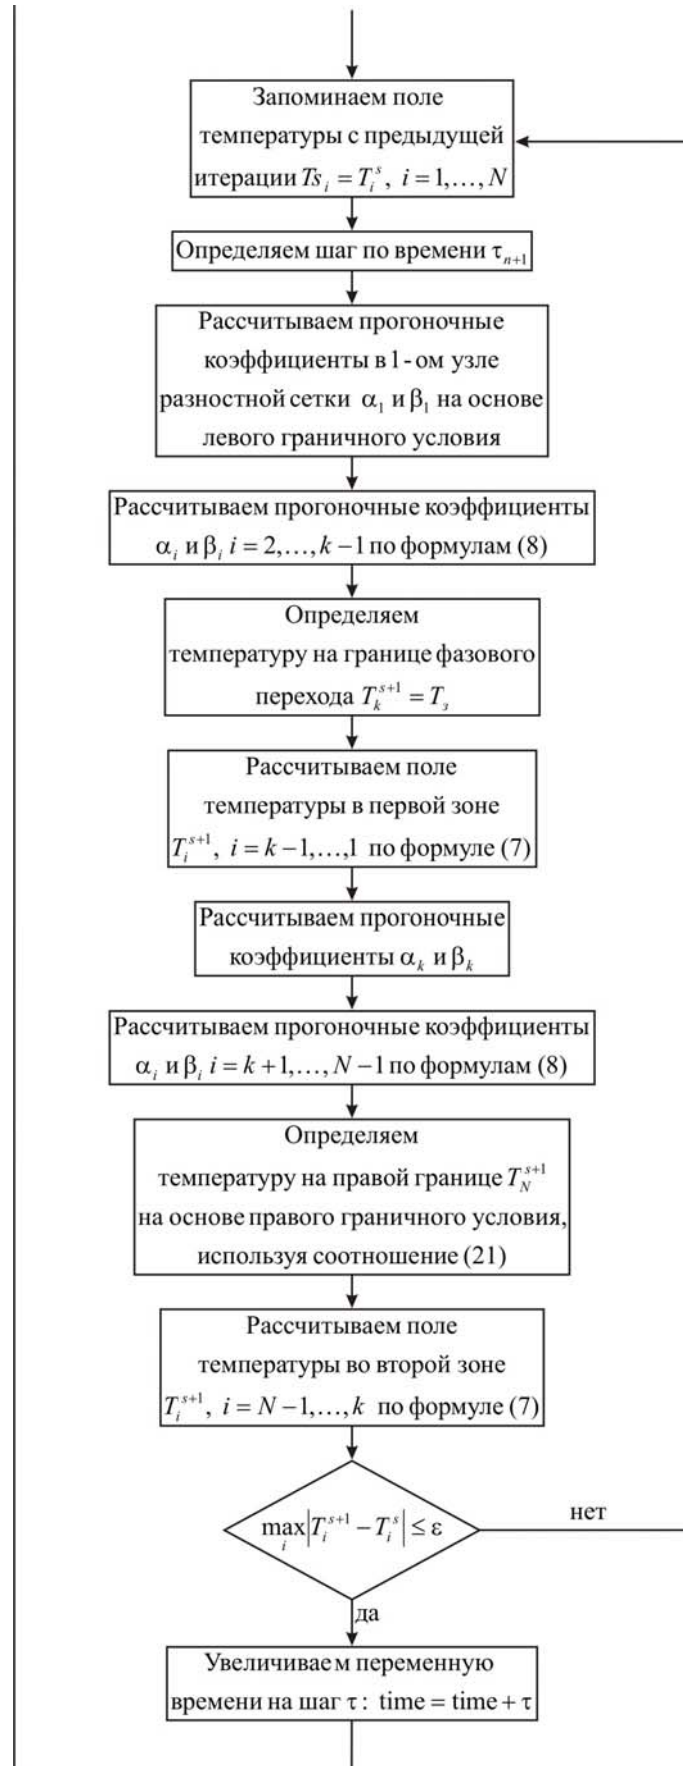 Запоминаем поле
температуры с предыдущей
итерации Ts_i = T_i^s, i = 1,…, N
Определяем шаг по времени τ_{n+1}
Рассчитываем прогоночные
коэффициенты в 1-ом узле
разностной сетки α_1 и β_1 на основе
левого граничного условия
Рассчитываем прогоночные коэффициенты
α_i и β_i i = 2,…, k −1 по формулам (8)
Определяем
температуру на границе фазового
перехода T_k^{s+1} = T_з
Рассчитываем поле
температуры в первой зоне
T_i^{s+1}, i = k −1,…,1 по формуле (7)
Рассчитываем прогоночные
коэффициенты α_k и β_k
Рассчитываем прогоночные коэффициенты
α_i и β_i i = k +1,…, N −1 по формулам (8)
Определяем
температуру на правой границе T_N^{s+1}
на основе правого граничного условия,
используя соотношение (21)
Рассчитываем поле
температуры во второй зоне
T_i^{s+1}, i = N −1,…, k по формуле (7)
max_i |T_i^{s+1} − T_i^s| ≤ ε
нет
да
Увеличиваем переменную
времени на шаг τ: time = time + τ